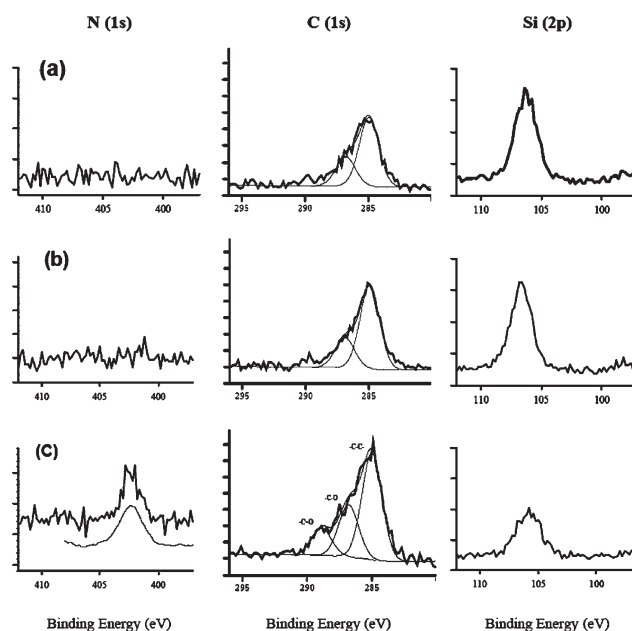 N (1s) C (1s) Si (2p)
(a)
410 405 400 295 290 285 110 105 100
(b)
410 405 400 295 290 285 110 105 100
(C)
-C-C-
-C-O
-C-O
410 405 400 295 290 285 110 105 100
Binding Energy (eV) Binding Energy (eV) Binding Energy (eV)